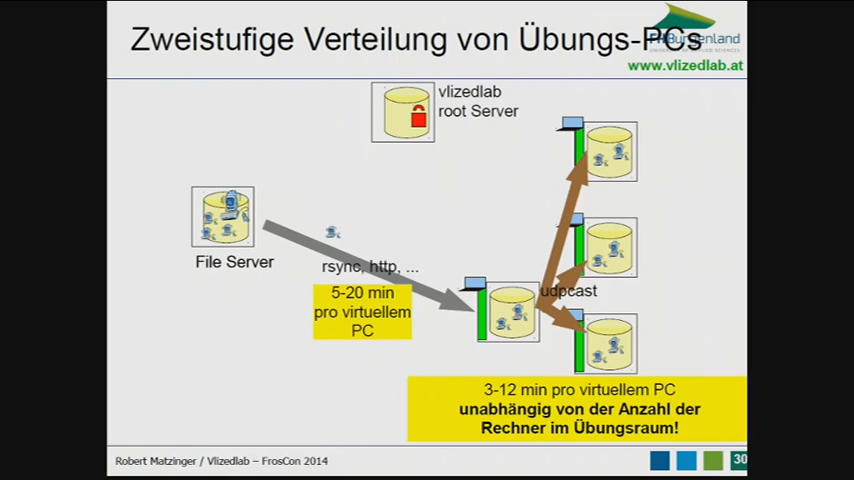 Zweistufige Verteilung von Übungs-PCs
FH Burgenland
www.vlizedlab.at
vlizedlab
root Server
File Server
rsync, http, ...
5-20 min
pro virtuellem
PC
udpcast
3-12 min pro virtuellem PC
unabhängig von der Anzahl der
Rechner im Übungsraum!
Robert Matzinger / Vlizedlab – FrosCon 2014
30